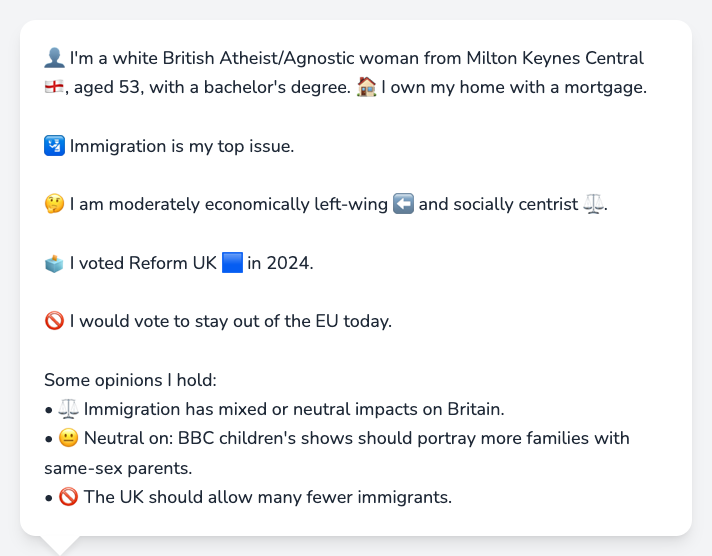 👤 I'm a white British Atheist/Agnostic woman from Milton Keynes Central
🏴󠁧󠁢󠁥󠁮󠁧󠁿, aged 53, with a bachelor's degree. 🏠 I own my home with a mortgage.
🛂 Immigration is my top issue.
🤔 I am moderately economically left-wing ⬅️ and socially centrist ⚖️.
🗳️ I voted Reform UK 🟦 in 2024.
🚫 I would vote to stay out of the EU today.
Some opinions I hold:
• ⚖️ Immigration has mixed or neutral impacts on Britain.
• 😐 Neutral on: BBC children's shows should portray more families with
same-sex parents.
• 🚫 The UK should allow many fewer immigrants.